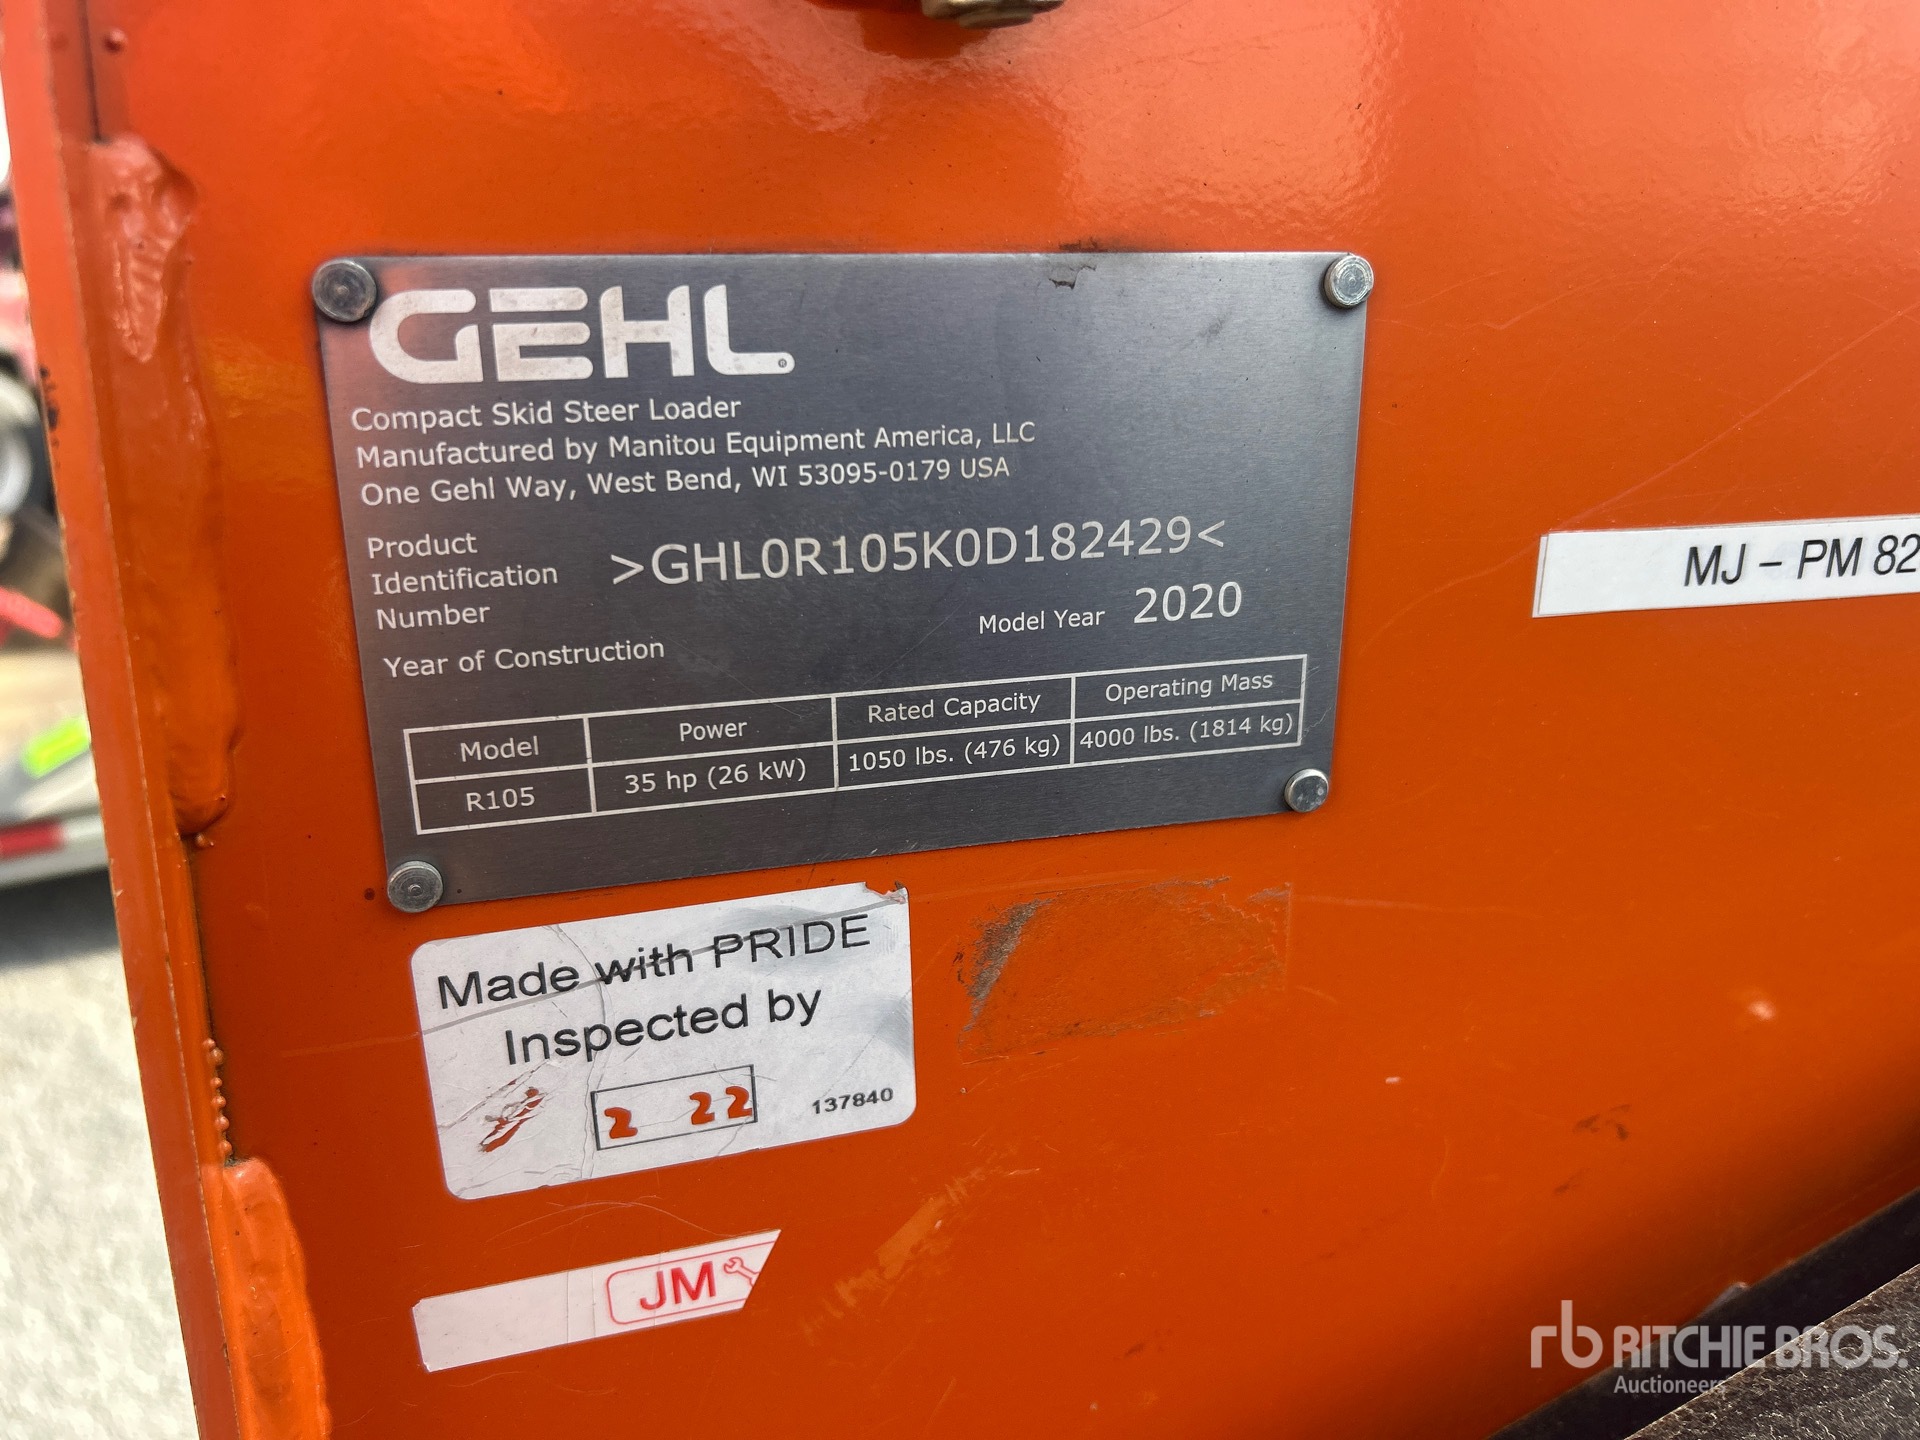 GEHL®
Compact Skid Steer Loader
Manufactured by Manitou Equipment America, LLC
One Gehl Way, West Bend, WI 53095-0179 USA
Product
Identification
Number
>GHL0R105K0D182429<
Model Year 2020
Year of Construction
Model Power Rated Capacity Operating Mass
R105 35 hp (26 kW) 1050 lbs. (476 kg) 4000 lbs. (1814 kg)
MJ – PM 82
Made with PRIDE
Inspected by
2 22
137840
JM
rb RITCHIE BROS.
Auctioneers